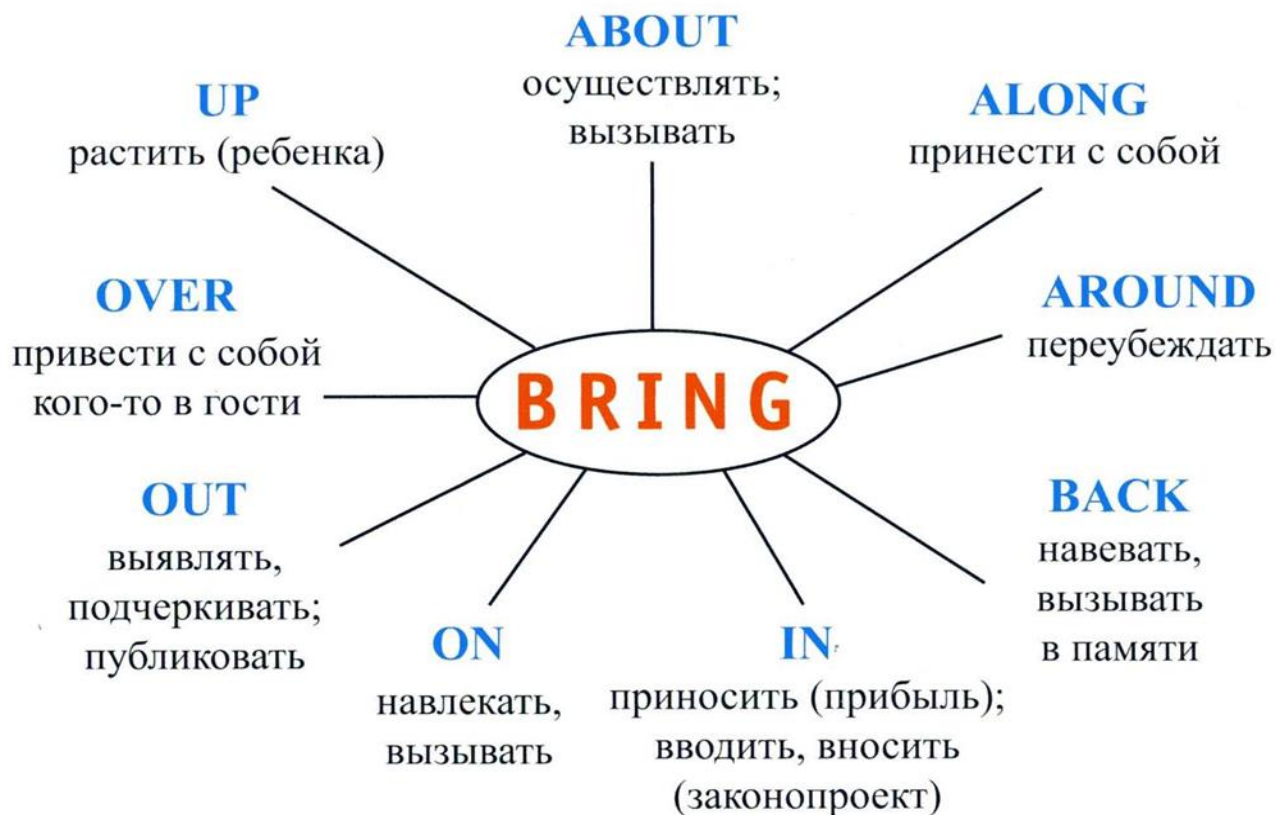 ABOUT
осуществлять;
вызывать
UP
растить (ребенка)
ALONG
принести с собой
OVER
привести с собой
кого-то в гости
AROUND
переубеждать
BRING
OUT
выявлять,
подчеркивать;
публиковать
BACK
навевать,
вызывать
в памяти
ON
навлекать,
вызывать
IN
приносить (прибыль);
вводить, вносить
(законопроект)